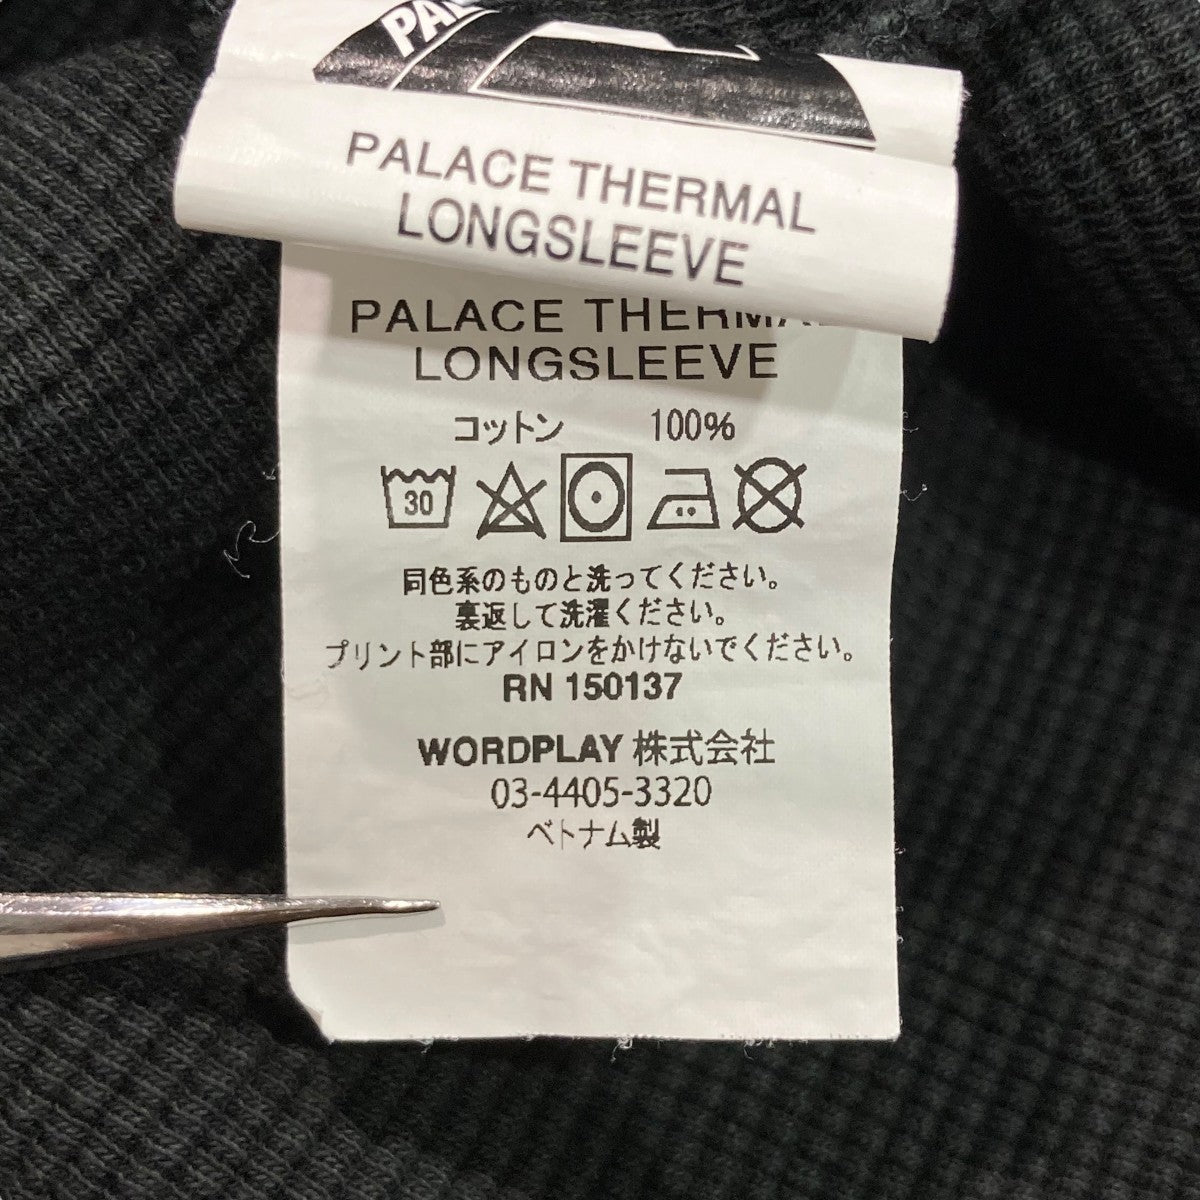 PALACE THERMAL
LONGSLEEVE
PALACE THERMAL
LONGSLEEVE
コットン 100%
30
同色系のものと洗ってください。
裏返して洗濯ください。
プリント部にアイロンをかけないでください。
RN 150137
WORDPLAY 株式会社
03-4405-3320
ベトナム製